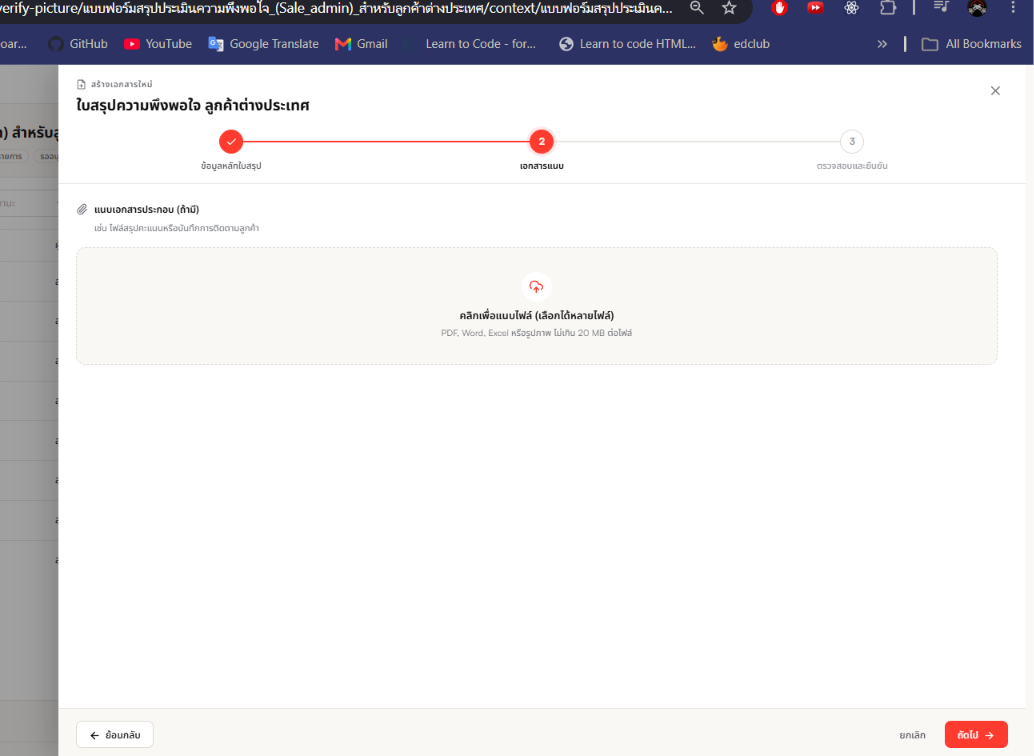 verify-picture/แบบฟอร์มสรุปประเมินความพึงพอใจ_(Sale_admin)_สำหรับลูกค้าต่างประเทศ/context/แบบฟอร์มสรุปประเมินค...
GitHub YouTube Google Translate Gmail Learn to Code - for... Learn to code HTML... edclub » All Bookmarks
สร้างเอกสารใหม่
ใบสรุปความพึงพอใจ ลูกค้าต่างประเทศ
2 3
ข้อมูลหลักใบสรุป เอกสารแนบ ตรวจสอบและยืนยัน
แนบเอกสารประกอบ (ถ้ามี)
เช่น ไฟล์สรุปคะแนนหรือบันทึกการติดตามลูกค้า
คลิกเพื่อแนบไฟล์ (เลือกได้หลายไฟล์)
PDF, Word, Excel หรือรูปภาพ ไม่เกิน 20 MB ต่อไฟล์
ย้อนกลับ ยกเลิก ถัดไป